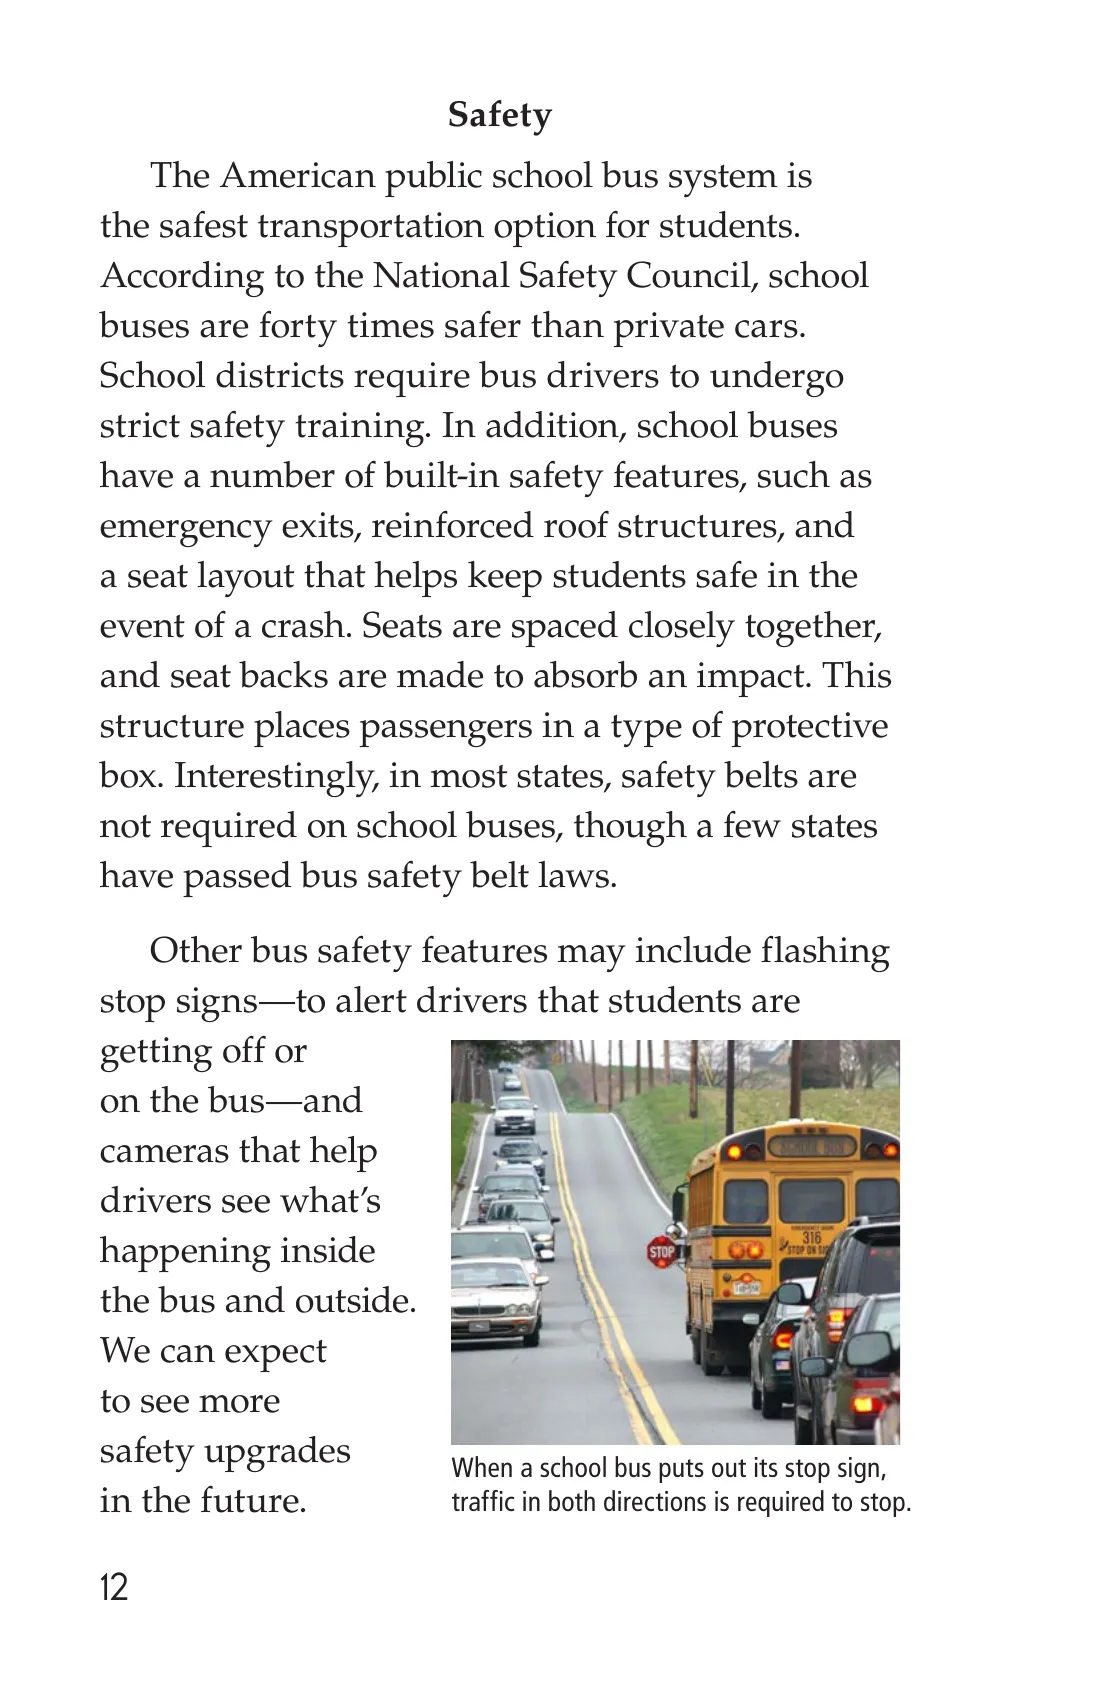 Safety
The American public school bus system is
the safest transportation option for students.
According to the National Safety Council, school
buses are forty times safer than private cars.
School districts require bus drivers to undergo
strict safety training. In addition, school buses
have a number of built-in safety features, such as
emergency exits, reinforced roof structures, and
a seat layout that helps keep students safe in the
event of a crash. Seats are spaced closely together,
and seat backs are made to absorb an impact. This
structure places passengers in a type of protective
box. Interestingly, in most states, safety belts are
not required on school buses, though a few states
have passed bus safety belt laws.
Other bus safety features may include flashing
stop signs—to alert drivers that students are
getting off or
on the bus—and
cameras that help
drivers see what's
happening inside
the bus and outside.
We can expect
to see more
safety upgrades
in the future.
SCHOOL BUS
316
STOP ON
STOP
When a school bus puts out its stop sign,
traffic in both directions is required to stop.
12